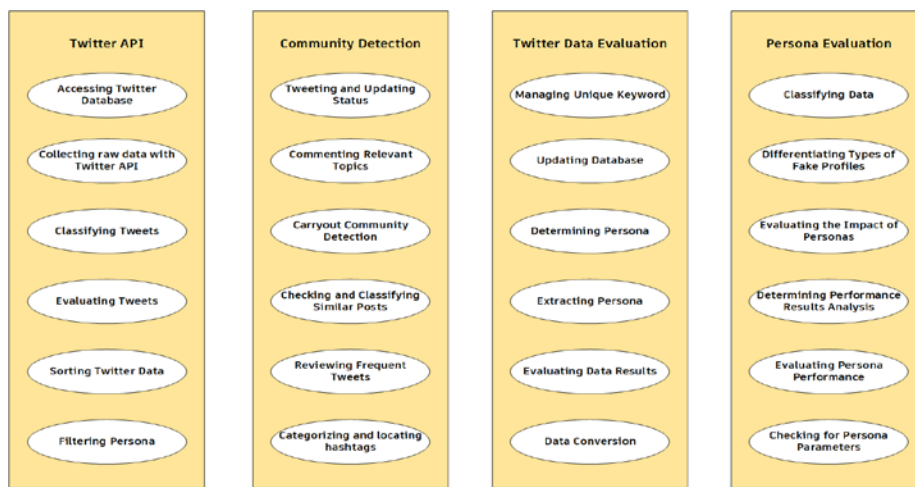 Twitter API
Accessing Twitter
Database
Collecting raw data with
Twitter API
Classifying Tweets
Evaluating Tweets
Sorting Twitter Data
Filtering Persona
Community Detection
Tweeting and Updating
Status
Commenting Relevant
Topics
Carryout Community
Detection
Checking and Classifying
Similar Posts
Reviewing Frequent
Tweets
Categorizing and locating
hashtags
Twitter Data Evaluation
Managing Unique Keyword
Updating Database
Determining Persona
Extracting Persona
Evaluating Data Results
Data Conversion
Persona Evaluation
Classifying Data
Differentiating Types of
Fake Profiles
Evaluating the Impact of
Personas
Determining Performance
Results Analysis
Evaluating Persona
Performance
Checking for Persona
Parameters